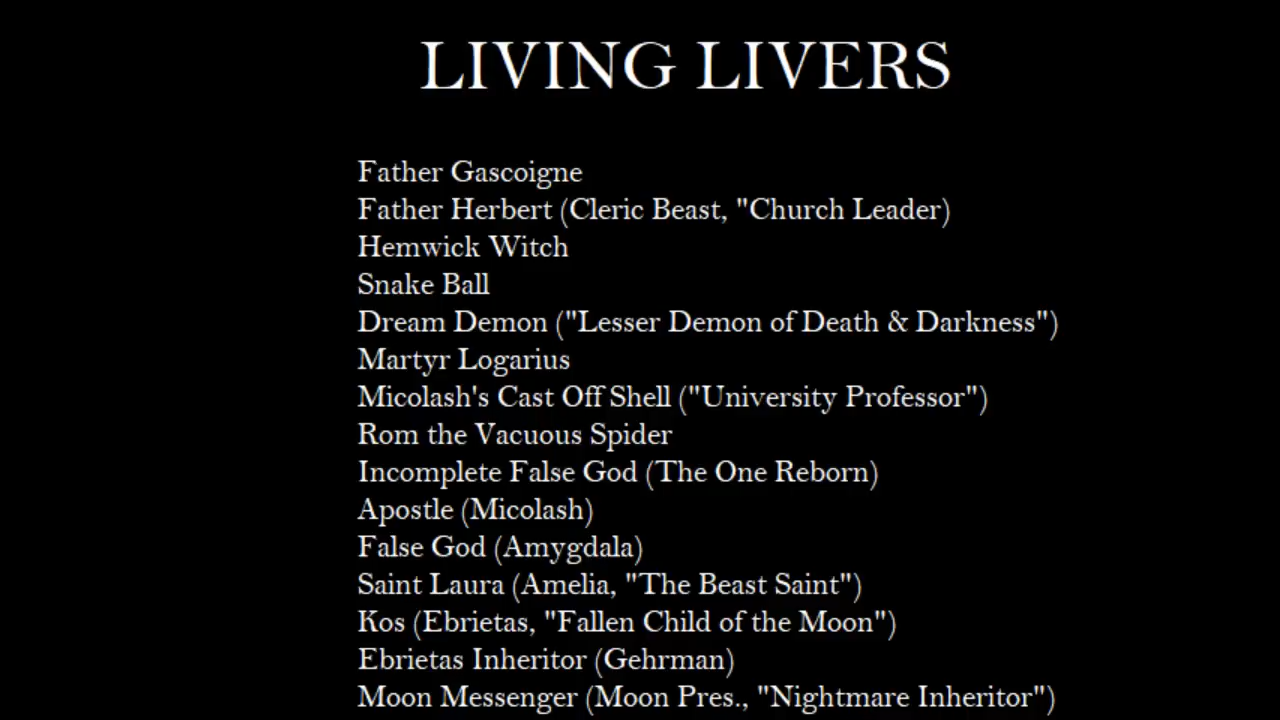 LIVING LIVERS
Father Gascoigne
Father Herbert (Cleric Beast, "Church Leader)
Hemwick Witch
Snake Ball
Dream Demon ("Lesser Demon of Death & Darkness")
Martyr Logarius
Micolash's Cast Off Shell ("University Professor")
Rom the Vacuous Spider
Incomplete False God (The One Reborn)
Apostle (Micolash)
False God (Amygdala)
Saint Laura (Amelia, "The Beast Saint")
Kos (Ebrietas, "Fallen Child of the Moon")
Ebrietas Inheritor (Gehrman)
Moon Messenger (Moon Pres., "Nightmare Inheritor")